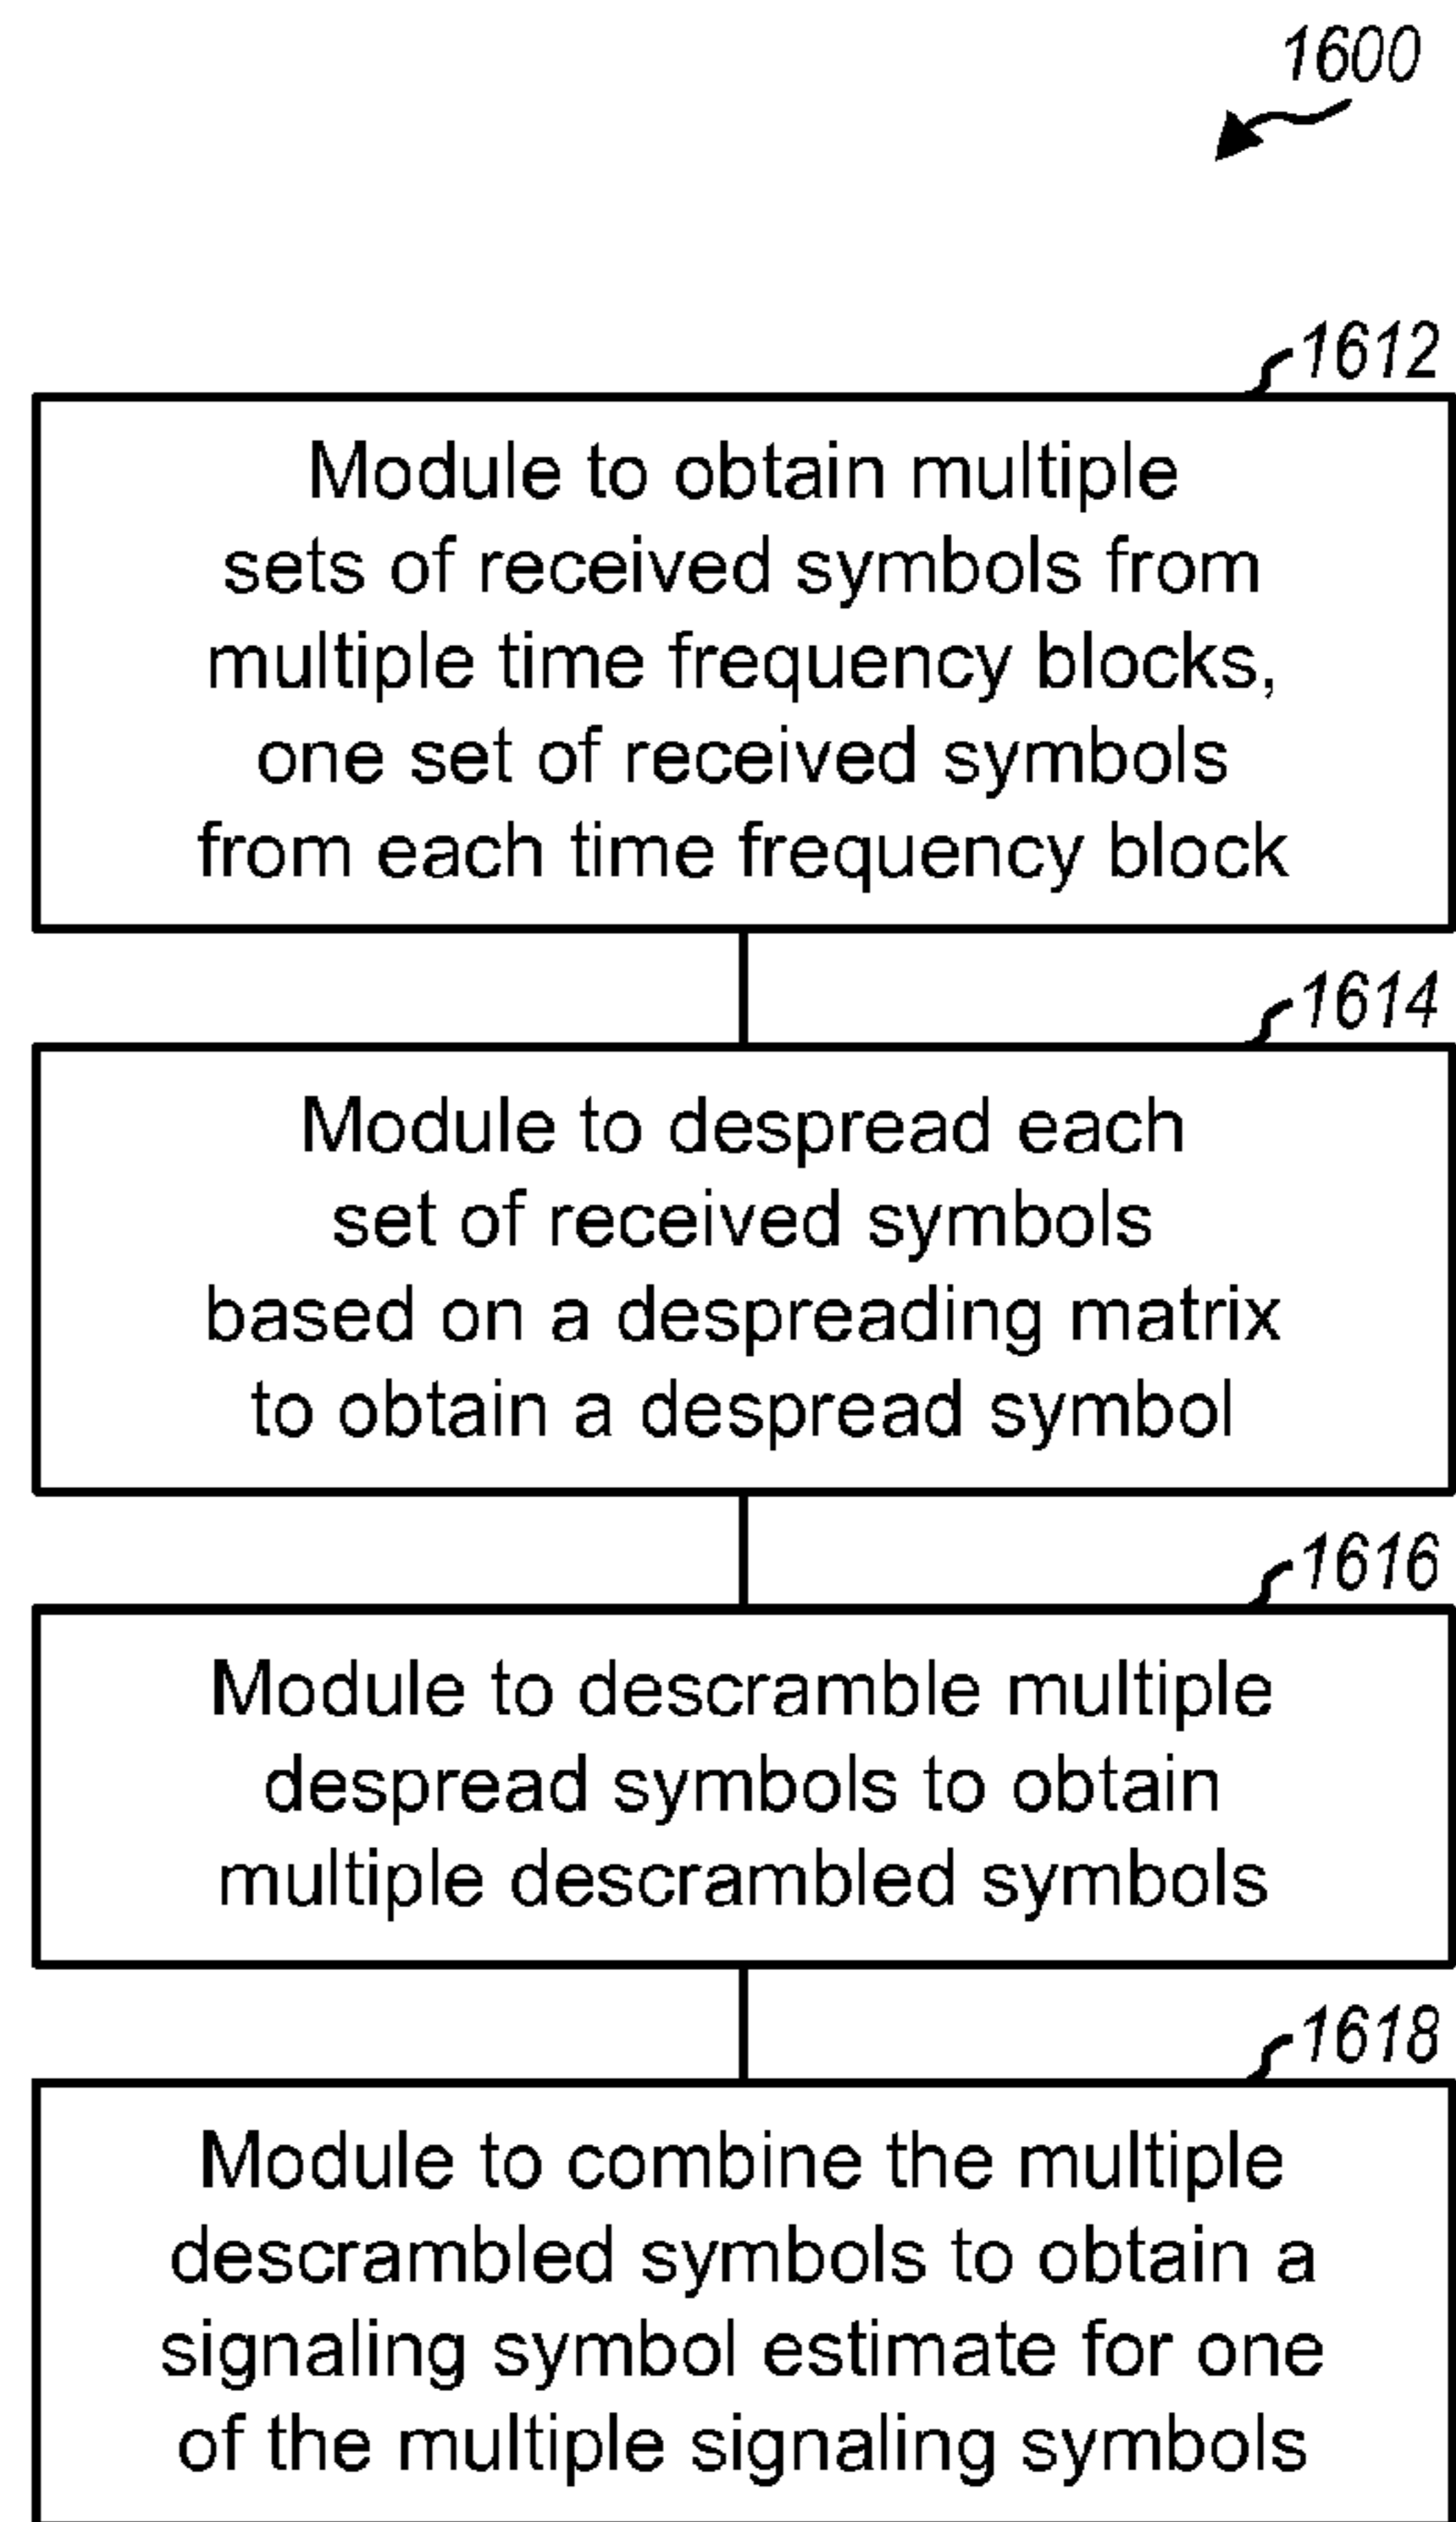 1600
1612
Module to obtain multiple
sets of received symbols from
multiple time frequency blocks,
one set of received symbols
from each time frequency block
1614
Module to despread each
set of received symbols
based on a despreading matrix
to obtain a despread symbol
1616
Module to descramble multiple
despread symbols to obtain
multiple descrambled symbols
1618
Module to combine the multiple
descrambled symbols to obtain a
signaling symbol estimate for one
of the multiple signaling symbols